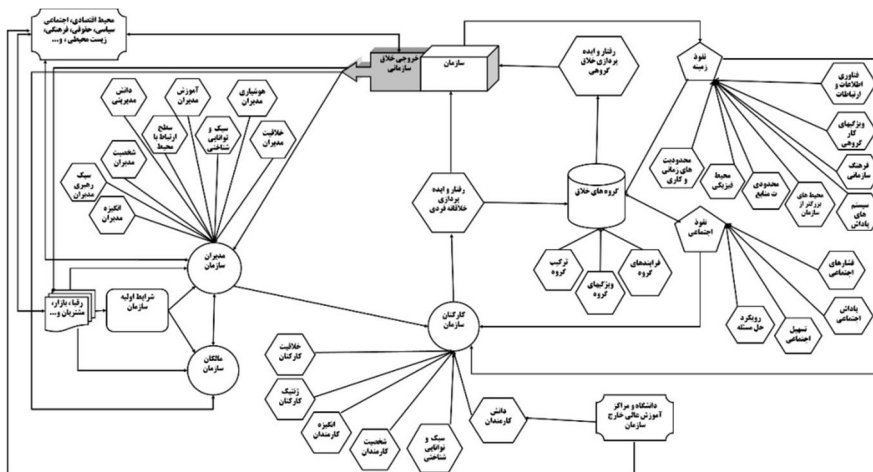 محیط اقتصادی، اجتماعی
سیاسی، حقوقی، فرهنگی،
زیست محیطی، و...
خروجی خلاق
سازمانی
سازمان
رفتار و ایده
پردازی خلاق
گروهی
نفوذ
زمینه
فناوری
اطلاعات و
ارتباطات
ویژگیهای
کار
گروهی
فرهنگ
سازمانی
سیستم
های
پاداش
محیط های
بزرگتر از
سازمان
محدودی
ت منابع
محیط
فیزیکی
محدودیت
های زمانی
و کاری
هوشیاری
مدیران
آموزش
مدیران
دانش
مدیریتی
خلاقیت
مدیران
سبک و
توانایی
شناختی
سطح
ارتباط با
محیط
شخصیت
مدیران
سبک
رهبری
مدیران
انگیزه
مدیران
رفتار و ایده
پردازی
خلاقانه فردی
گروه های خلاق
نفوذ
اجتماعی
فرایندهای
گروه
ویژگیهای
گروه
ترکیب
گروه
فشارهای
اجتماعی
پاداش
اجتماعی
تسهیل
اجتماعی
رویکرد
حل مسئله
مدیران
سازمان
رقبا، بازار،
مشتریان و...
شرایط اولیه
سازمان
مالکان
سازمان
کارکنان
سازمان
خلاقیت
کارکنان
ژنتیک
کارکنان
انگیزه
کارمندان
شخصیت
کارمندان
سبک و
توانایی
شناختی
دانش
کارمندان
دانشگاه و مراکز
آموزش عالی خارج
سازمان